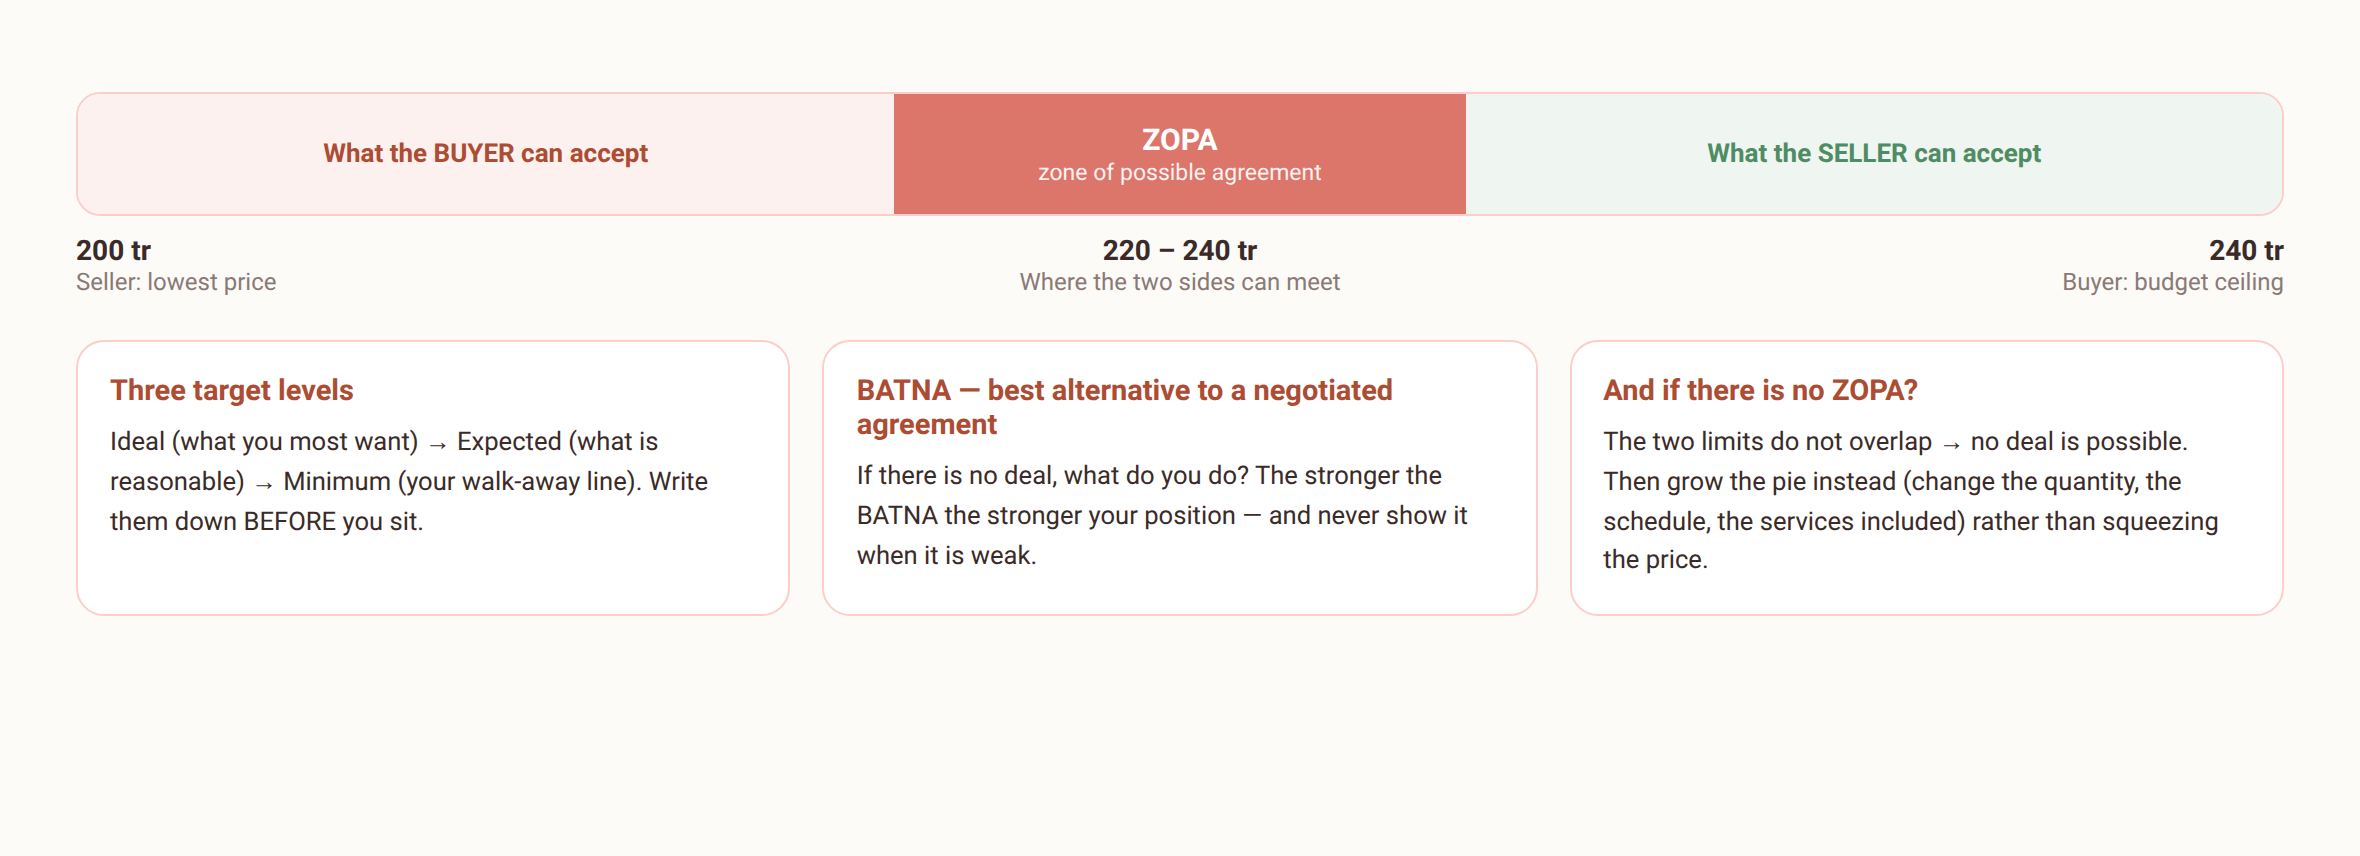 What the BUYER can accept
ZOPA
zone of possible agreement
What the SELLER can accept
200 tr
Seller: lowest price
220 – 240 tr
Where the two sides can meet
240 tr
Buyer: budget ceiling
Three target levels
Ideal (what you most want) → Expected (what is
reasonable) → Minimum (your walk-away line). Write
them down BEFORE you sit.
BATNA — best alternative to a negotiated
agreement
If there is no deal, what do you do? The stronger the
BATNA the stronger your position — and never show it
when it is weak.
And if there is no ZOPA?
The two limits do not overlap → no deal is possible.
Then grow the pie instead (change the quantity, the
schedule, the services included) rather than squeezing
the price.